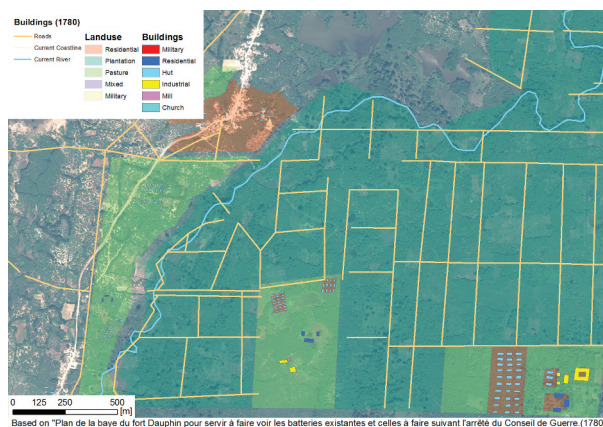 Buildings (1780)
Roads
Current Coastline
Current River
Landuse
Residential
Plantation
Pasture
Mixed
Military
Buildings
Military
Residential
Hut
Industrial
Mill
Church
0 125 250 500
[m]
Based on "Plan de la baye du fort Dauphin pour servir à faire voir les batteries existantes et celles à faire suivant l'arrêté du Conseil de Guerre.(1780